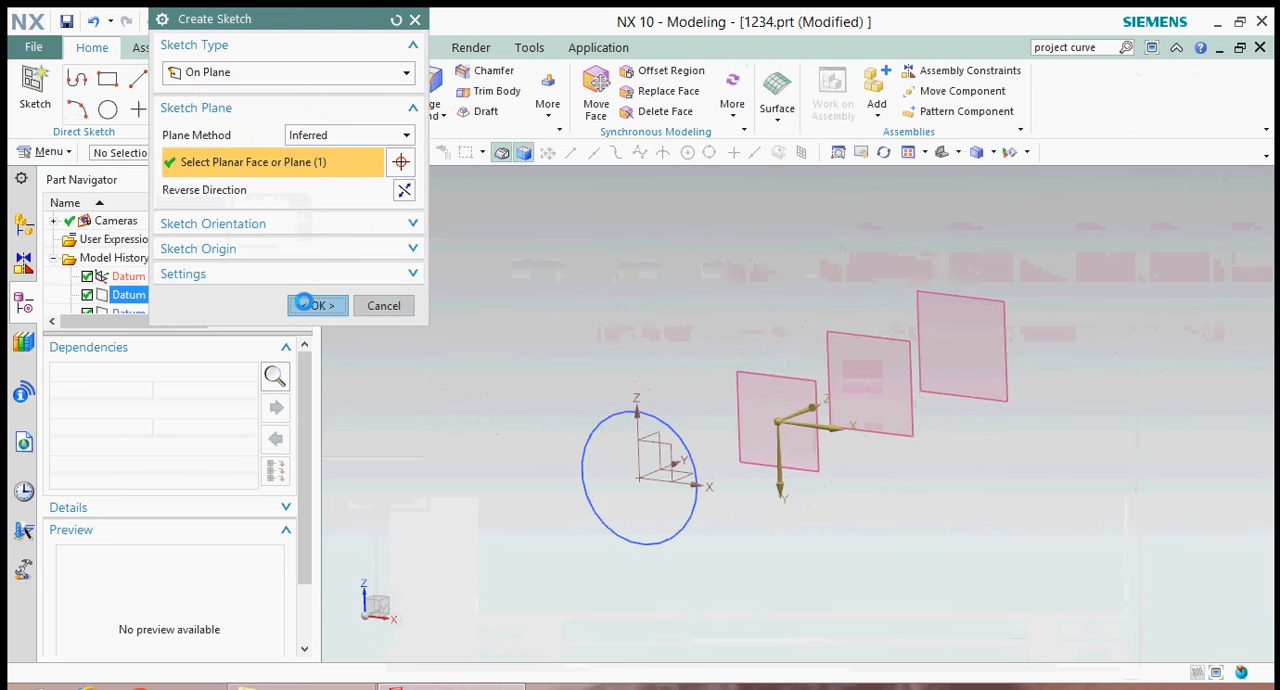 NX
Create Sketch
NX 10 - Modeling - [1234.prt (Modified) ]
SIEMENS
File
Home
Ass
Render
Tools
Application
project curve
Sketch Type
On Plane
Sketch Plane
Plane Method
Inferred
Select Planar Face or Plane (1)
Reverse Direction
Sketch Orientation
Sketch Origin
Settings
< OK >
Cancel
Sketch
Direct Sketch
Chamfer
Trim Body
Draft
More
Move
Face
Offset Region
Replace Face
Delete Face
More
Synchronous Modeling
Surface
Work on
Assembly
Add
Assembly Constraints
Move Component
Pattern Component
Assemblies
Menu
No Selectio
Part Navigator
Name
Cameras
User Expression
Model History
Datum
Datum
Dependencies
Details
Preview
No preview available
Z
Y
X
Z
X
Y
Z
X